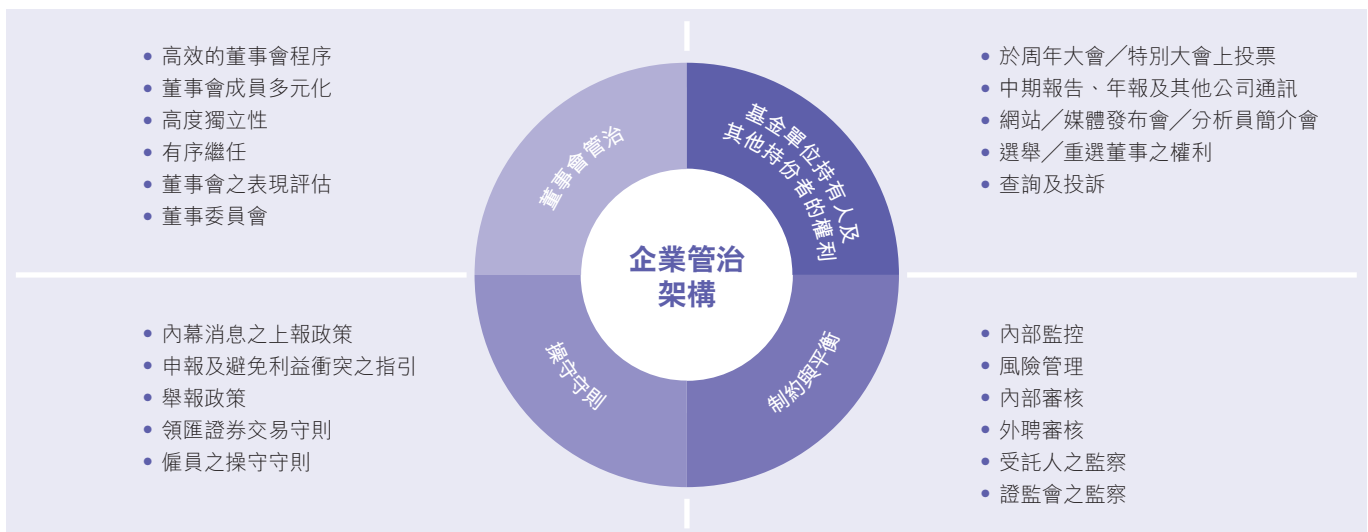 • 高效的董事會程序
• 董事會成員多元化
• 高度獨立性
• 有序繼任
• 董事會之表現評估
• 董事委員會
董事會管治
基金單位持有人及
其他持份者的權利
• 於周年大會／特別大會上投票
• 中期報告、年報及其他公司通訊
• 網站／媒體發布會／分析員簡介會
• 選舉／重選董事之權利
• 查詢及投訴
企業管治
架構
• 內幕消息之上報政策
• 申報及避免利益衝突之指引
• 舉報政策
• 領匯證券交易守則
• 僱員之操守守則
操守守則
制約與平衡
• 內部監控
• 風險管理
• 內部審核
• 外聘審核
• 受託人之監察
• 證監會之監察